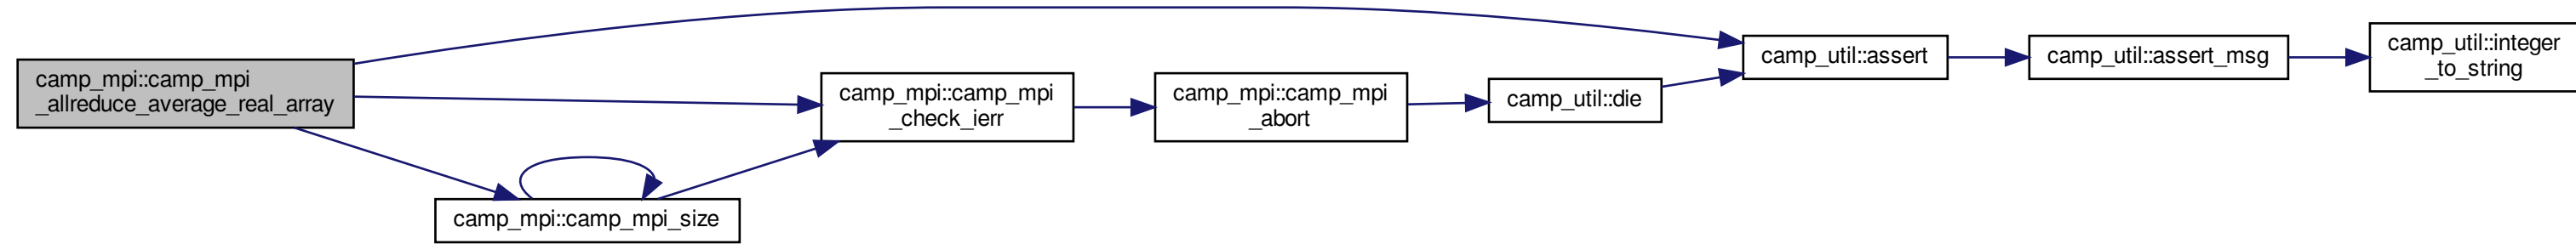 camp_mpi::camp_mpi
_allreduce_average_real_array
camp_mpi::camp_mpi_size
camp_mpi::camp_mpi
_check_ierr
camp_mpi::camp_mpi
_abort
camp_util::die
camp_util::assert
camp_util::assert_msg
camp_util::integer
_to_string